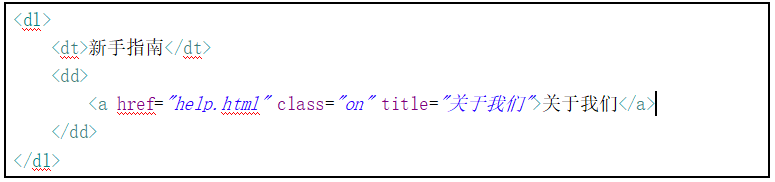 <dl>
<dt>新手指南</dt>
<dd>
<a href="help.html" class="on" title="关于我们">关于我们</a>
</dd>
</dl>